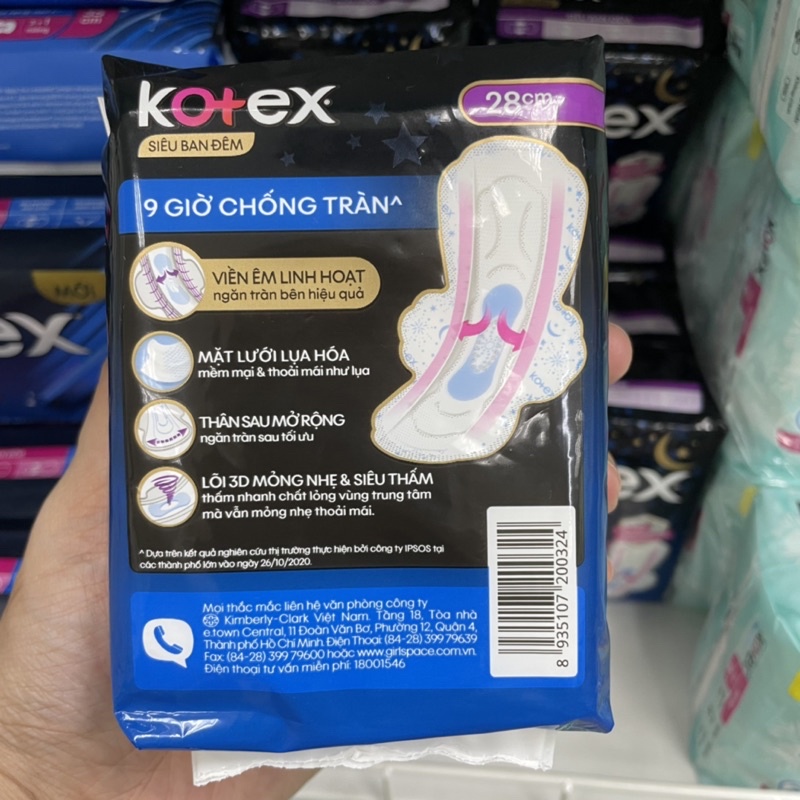 kotex
SIÊU BAN ĐÊM
28cm
9 GIỜ CHỐNG TRÀN^
VIỀN ÊM LINH HOẠT
ngăn tràn bên hiệu quả
MẶT LƯỚI LỤA HÓA
mềm mại & thoải mái như lụa
THÂN SAU MỞ RỘNG
ngăn tràn sau tối ưu
LÕI 3D MỎNG NHẸ & SIÊU THẤM
thấm nhanh chất lỏng vùng trung tâm
mà vẫn mỏng nhẹ thoải mái.
^ Dựa trên kết quả nghiên cứu thị trường thực hiện bởi công ty IPSOS tại
các thành phố lớn vào ngày 26/10/2020.
Mọi thắc mắc liên hệ văn phòng công ty
Kimberly-Clark Việt Nam. Tầng 18, Tòa nhà
e.town Central, 11 Đoàn Văn Bơ, Phường 12, Quận 4,
Thành phố Hồ Chí Minh. Điện Thoại: (84-28) 399 79639
Fax: (84-28) 399 79600 hoặc www.girlspace.com.vn.
Điện thoại tư vấn miễn phí: 18001546
8 935107 200324
MỚI
ex
ex
ex